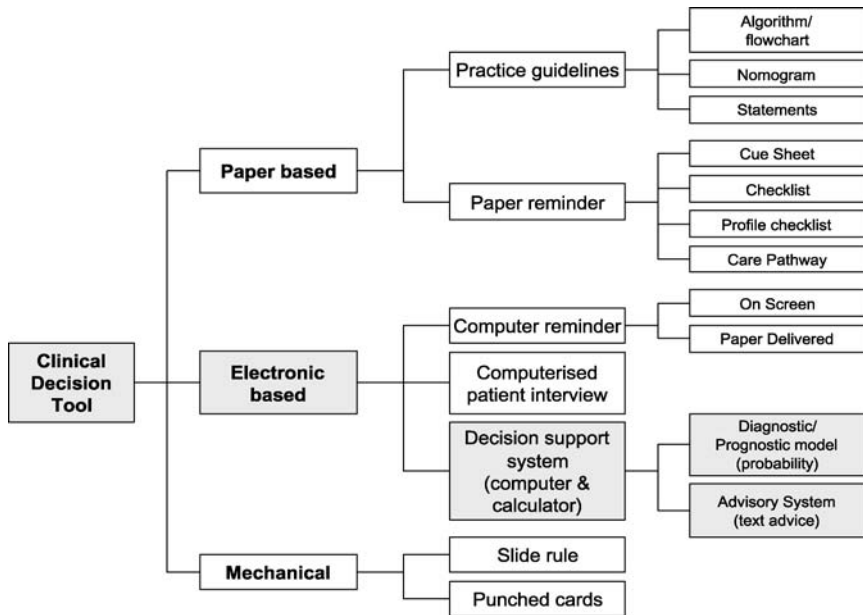 Algorithm/
flowchart
Practice guidelines
Nomogram
Statements
Paper based
Cue Sheet
Checklist
Paper reminder
Profile checklist
Care Pathway
On Screen
Computer reminder
Paper Delivered
Clinical
Decision
Tool
Electronic
based
Computerised
patient interview
Decision support
system
(computer &
calculator)
Diagnostic/
Prognostic model
(probability)
Advisory System
(text advice)
Mechanical
Slide rule
Punched cards